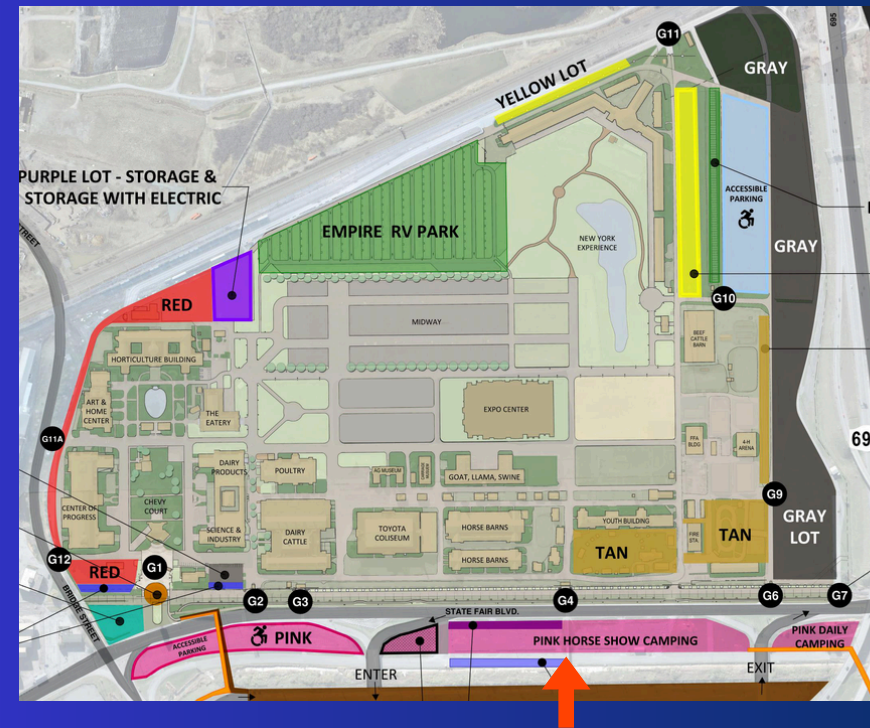 G11
695
GRAY
YELLOW LOT
PURPLE LOT - STORAGE &
STORAGE WITH ELECTRIC
ACCESSIBLE
PARKING
EMPIRE RV PARK
NEW YORK
EXPERIENCE
GRAY
RED
G10
MIDWAY
BEEF
CATTLE
BARN
HORTICULTURE BUILDING
ART &
HOME
CENTER
THE
EATERY
EXPO CENTER
G11A
69
FFA
BLDG
4-H
ARENA
DAIRY
PRODUCTS
POULTRY
AG MUSEUM
GOAT, LLAMA, SWINE
G9
CENTER OF
PROGRESS
CHEVY
COURT
SCIENCE &
INDUSTRY
DAIRY
CATTLE
TOYOTA
COLISEUM
HORSE BARNS
YOUTH BUILDING
FIRE
STA.
TAN
GRAY
LOT
G12
G1
HORSE BARNS
TAN
RED
G2
G3
G4
G6
G7
BRIDGE STREET
STATE FAIR BLVD.
ACCESSIBLE
PARKING
PINK
PINK HORSE SHOW CAMPING
PINK DAILY
CAMPING
ENTER
EXIT